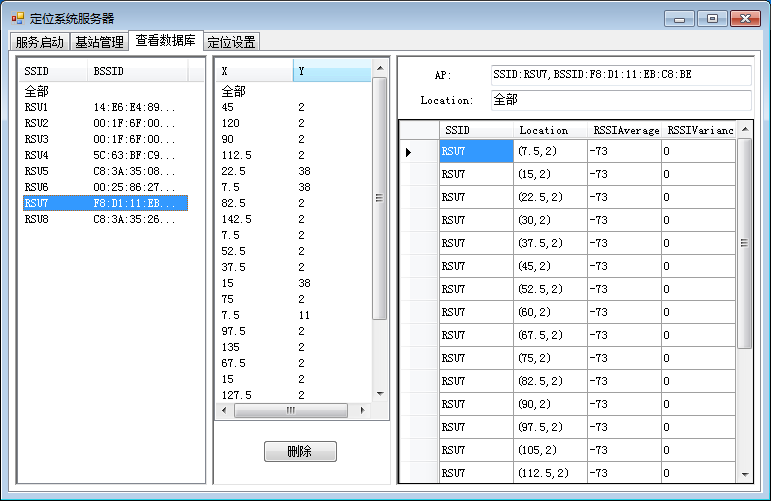 定位系统服务器
服务启动 基站管理 查看数据库 定位设置
SSID BSSID
全部
RSU1 14:E6:E4:89...
RSU2 00:1F:6F:00...
RSU3 00:1F:6F:00...
RSU4 5C:63:BF:C9...
RSU5 C8:3A:35:08...
RSU6 00:25:86:27...
RSU7 F8:D1:11:EB...
RSU8 C8:3A:35:26...
X Y
全部
45 2
120 2
90 2
112.5 2
22.5 38
7.5 38
82.5 2
142.5 2
7.5 2
52.5 2
37.5 2
15 38
75 2
7.5 11
97.5 2
135 2
67.5 2
15 2
127.5 2
删除
AP: SSID:RSU7,BSSID:F8:D1:11:EB:C8:BE
Location: 全部
SSID Location RSSIAverage RSSIVarianc
RSU7 (7.5,2) -73 0
RSU7 (15,2) -73 0
RSU7 (22.5,2) -73 0
RSU7 (30,2) -73 0
RSU7 (37.5,2) -73 0
RSU7 (45,2) -73 0
RSU7 (52.5,2) -73 0
RSU7 (60,2) -73 0
RSU7 (67.5,2) -73 0
RSU7 (75,2) -73 0
RSU7 (82.5,2) -73 0
RSU7 (90,2) -73 0
RSU7 (97.5,2) -73 0
RSU7 (105,2) -73 0
RSU7 (112.5,2) -73 0